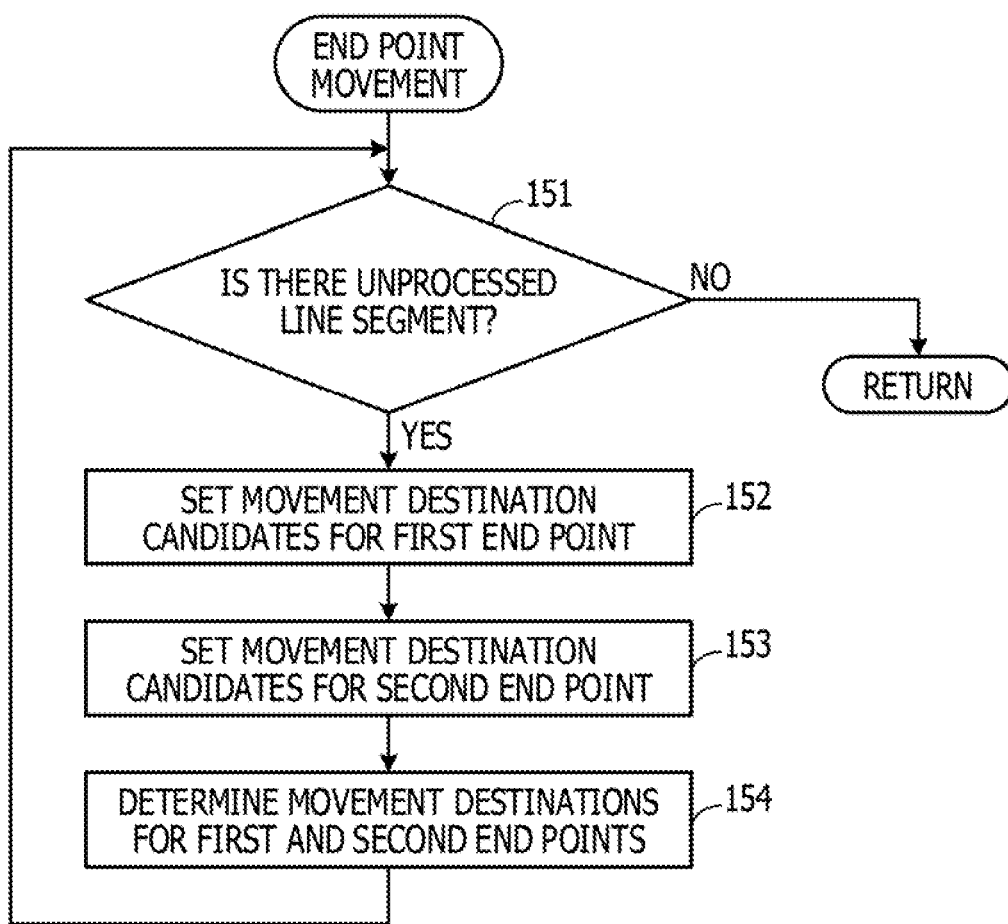 END POINT
MOVEMENT
151
IS THERE UNPROCESSED
LINE SEGMENT?
NO
RETURN
YES
SET MOVEMENT DESTINATION
CANDIDATES FOR FIRST END POINT
152
SET MOVEMENT DESTINATION
CANDIDATES FOR SECOND END POINT
153
DETERMINE MOVEMENT DESTINATIONS
FOR FIRST AND SECOND END POINTS
154